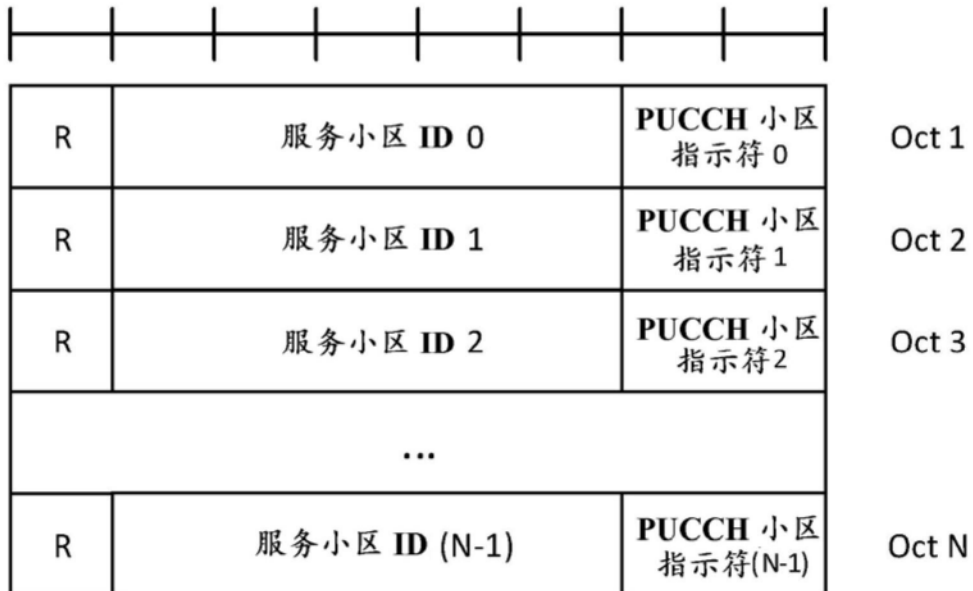 R 服务小区 ID 0 PUCCH 小区 Oct 1
指示符 0
R 服务小区 ID 1 PUCCH 小区 Oct 2
指示符 1
R 服务小区 ID 2 PUCCH 小区 Oct 3
指示符2
...
R 服务小区 ID (N-1) PUCCH 小区 Oct N
指示符(N-1)